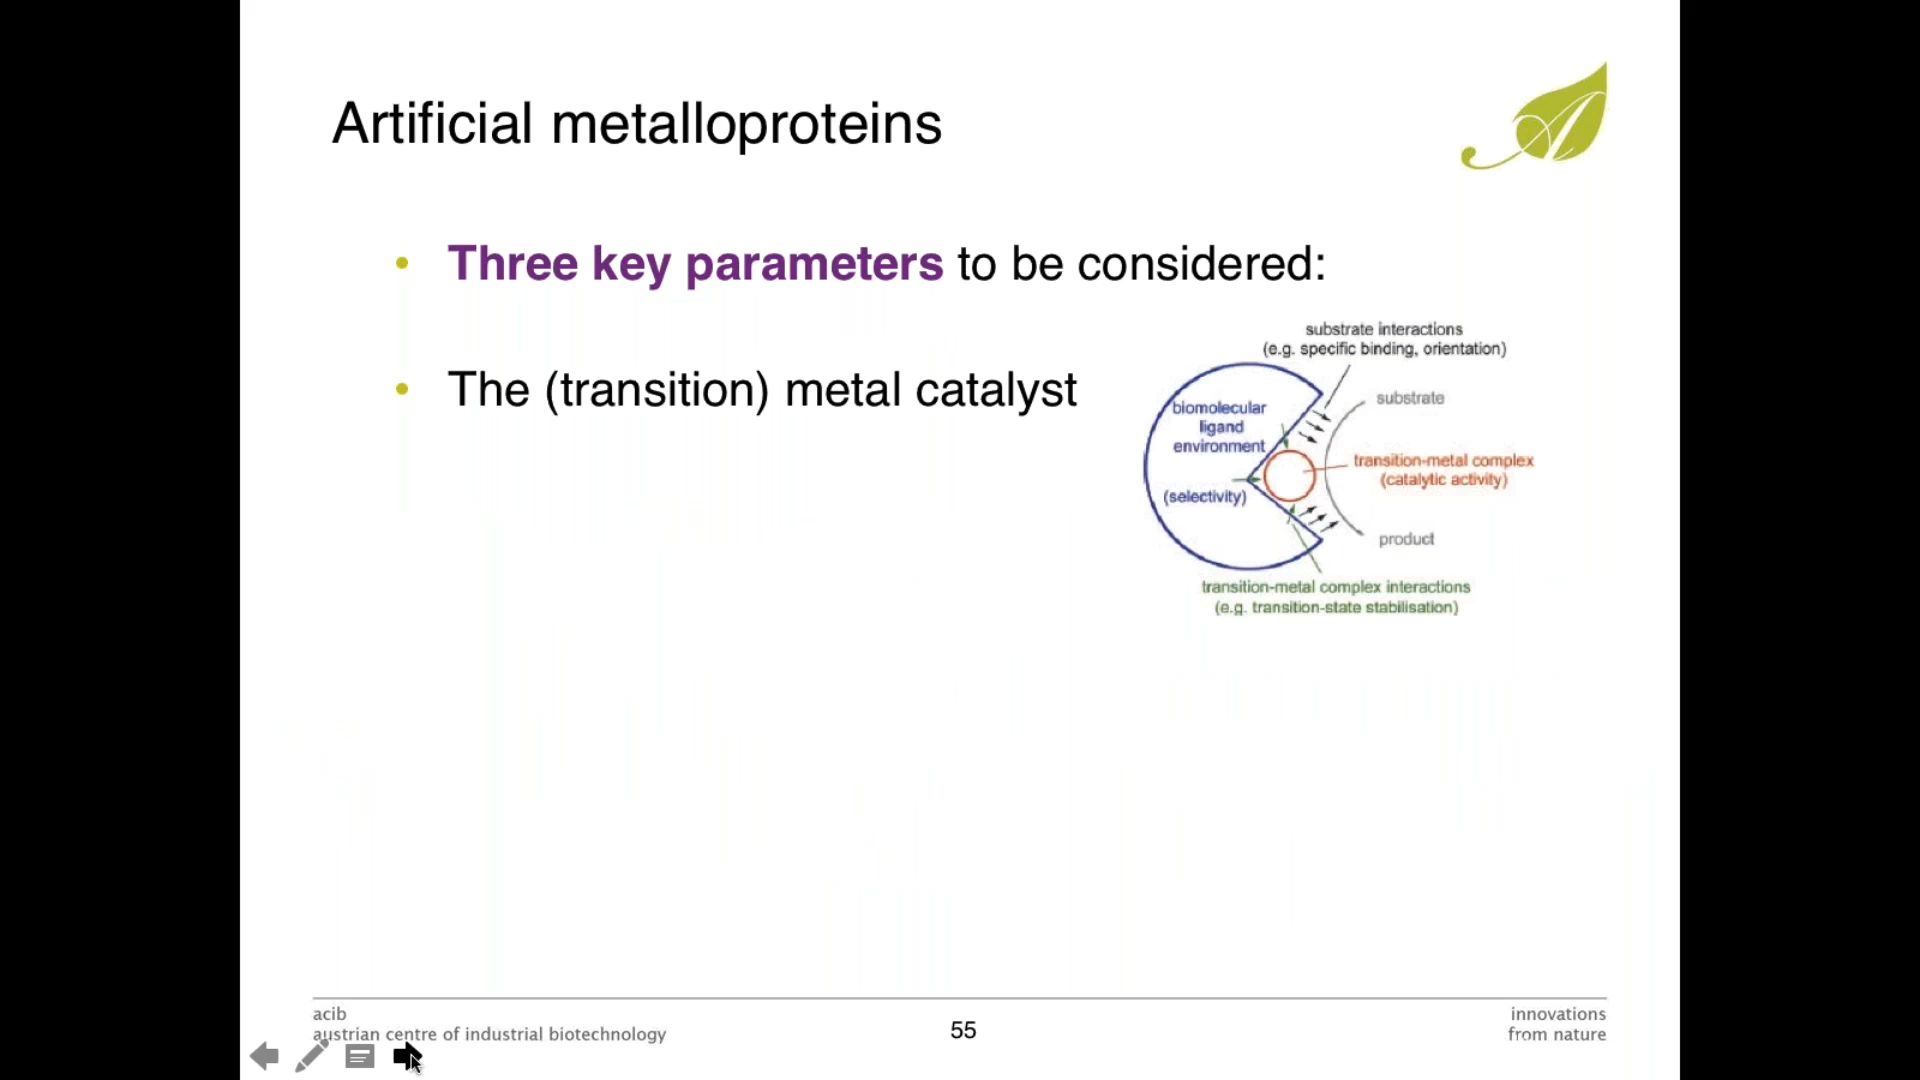 Artificial metalloproteins
• Three key parameters to be considered:
• The (transition) metal catalyst
substrate interactions
(e.g. specific binding, orientation)
substrate
biomolecular
ligand
environment
(selectivity)
transition-metal complex
(catalytic activity)
product
transition-metal complex interactions
(e.g. transition-state stabilisation)
acib
austrian centre of industrial biotechnology
55
innovations
from nature